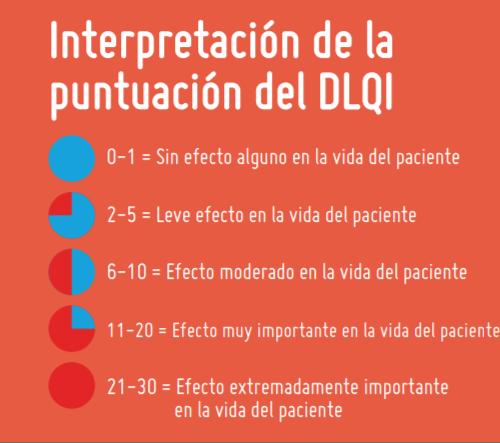 Interpretación de la
puntuación del DLQI
0-1 = Sin efecto alguno en la vida del paciente
2-5 = Leve efecto en la vida del paciente
6-10 = Efecto moderado en la vida del paciente
11-20 = Efecto muy importante en la vida del paciente
21-30 = Efecto extremadamente importante
en la vida del paciente